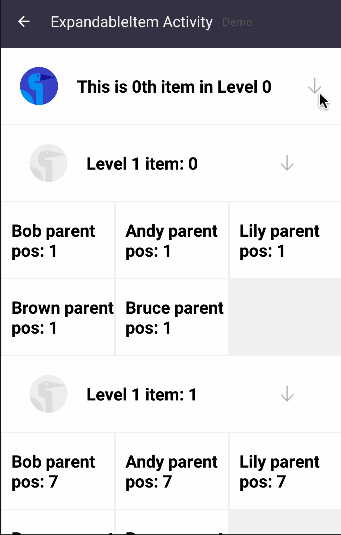 ExpandableItem Activity Demo
This is 0th item in Level 0
Level 1 item: 0
Bob parent
pos: 1
Andy parent
pos: 1
Lily parent
pos: 1
Brown parent
pos: 1
Bruce parent
pos: 1
Level 1 item: 1
Bob parent
pos: 7
Andy parent
pos: 7
Lily parent
pos: 7